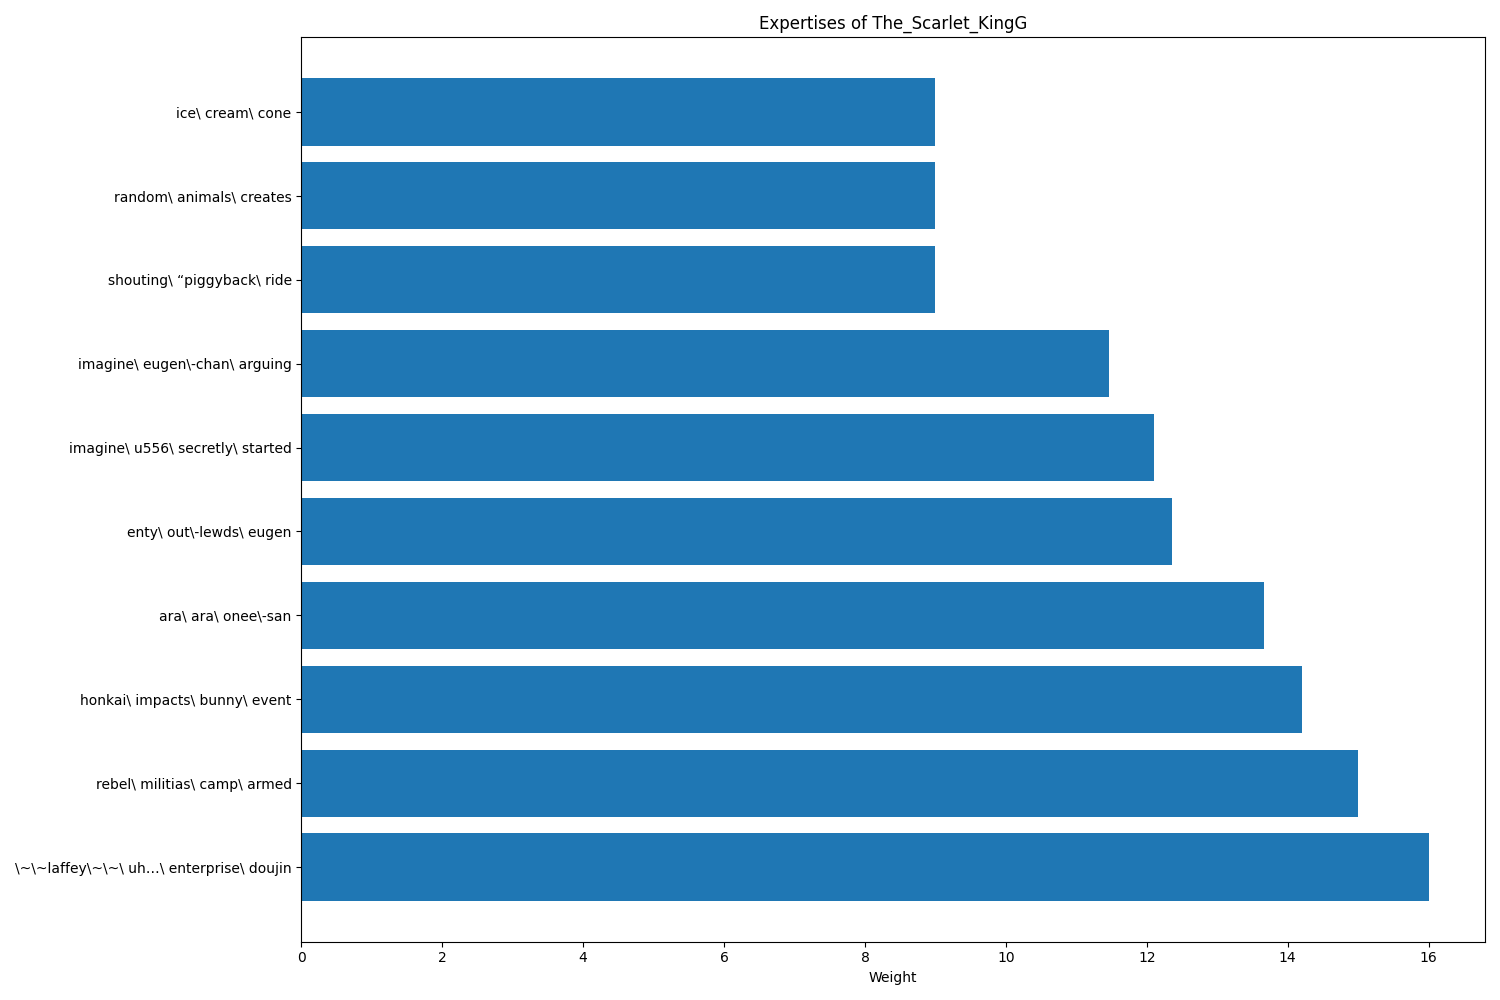 Expertises of The_Scarlet_KingG
ice\ cream\ cone
random\ animals\ creates
shouting\ “piggyback\ ride
imagine\ eugen\-chan\ arguing
imagine\ u556\ secretly\ started
enty\ out\-lewds\ eugen
ara\ ara\ onee\-san
honkai\ impacts\ bunny\ event
rebel\ militias\ camp\ armed
\~\~laffey\~\~\ uh…\ enterprise\ doujin
0 2 4 6 8 10 12 14 16
Weight